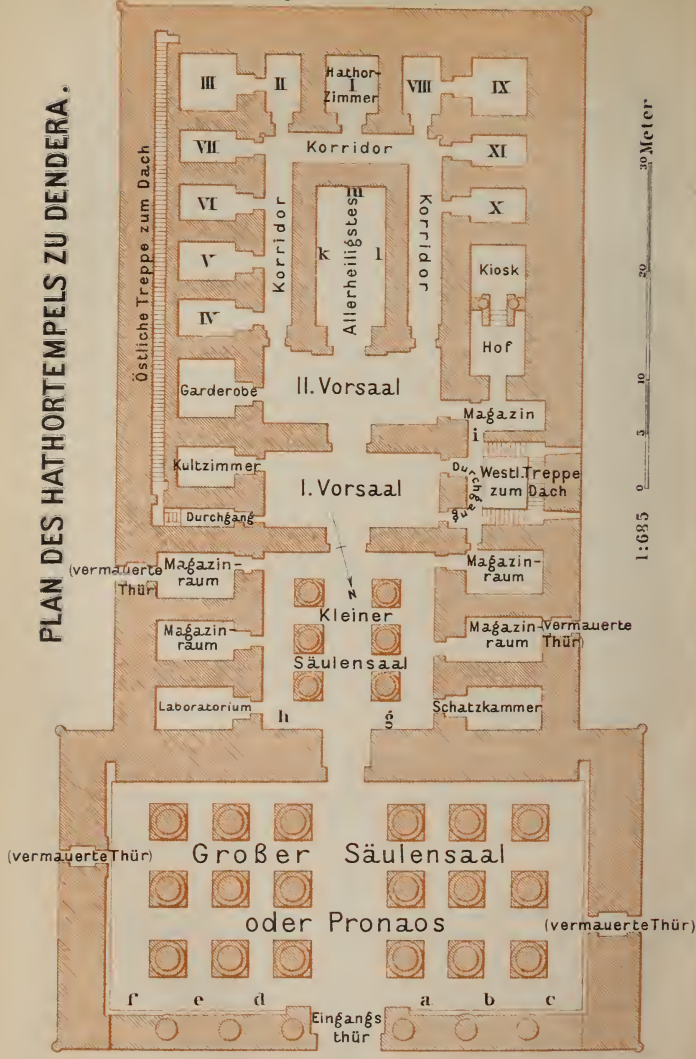 PLAN DES HATHORTEMPELS ZU DENDERA.
III
II
Hathor-
I
Zimmer
VIII
IX
VII
Korridor
XI
VI
X
V
IV
Östliche Treppe zum Dach
Korridor
k
m
Allerheiligstes
l
Korridor
Kiosk
Hof
Garderobe
II. Vorsaal
Magazin
i
Kultzimmer
I. Vorsaal
Durchgang
Westl. Treppe
zum Dach
Durchgang
(vermauerte
Thür)
Magazin-
raum
N
Magazin-
raum
Kleiner
Säulensaal
Magazin-
raum
Magazin-
raum
(vermauerte
Thür)
Laboratorium
h
g
Schatzkammer
(vermauerte Thür)
Großer Säulensaal
oder Pronaos
(vermauerte Thür)
f e d a b c
Eingangs
thür
1:685
0 5 10 20 30 Meter